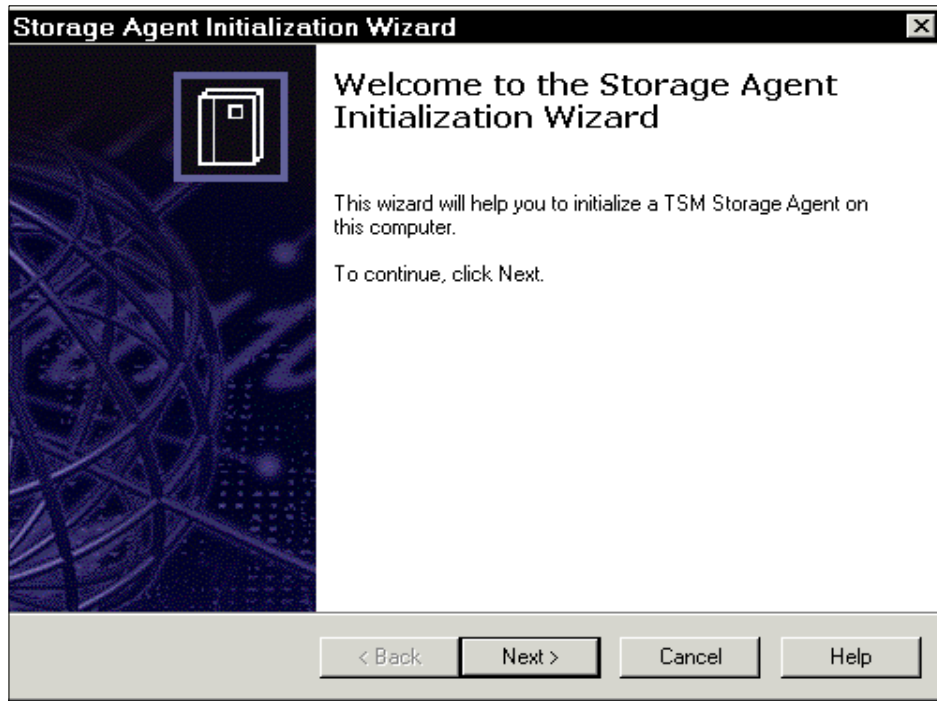 Storage Agent Initialization Wizard
Welcome to the Storage Agent
Initialization Wizard
This wizard will help you to initialize a TSM Storage Agent on
this computer.
To continue, click Next.
< Back
Next >
Cancel
Help